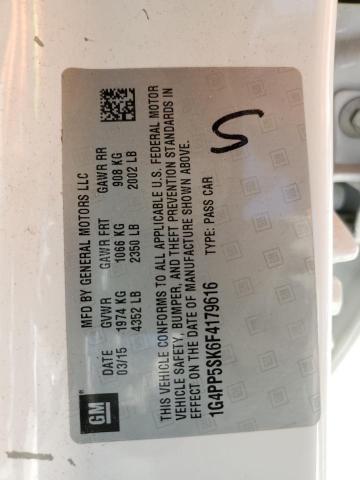 MFD BY GENERAL MOTORS LLC
DATE GVWR GAWR FRT GAWR RR
03/15 1974 KG 1066 KG 908 KG
4352 LB 2350 LB 2002 LB
THIS VEHICLE CONFORMS TO ALL APPLICABLE U.S. FEDERAL MOTOR
VEHICLE SAFETY, BUMPER, AND THEFT PREVENTION STANDARDS IN
EFFECT ON THE DATE OF MANUFACTURE SHOWN ABOVE.
1G4PP5SK6F4179616 TYPE: PASS CAR
GM